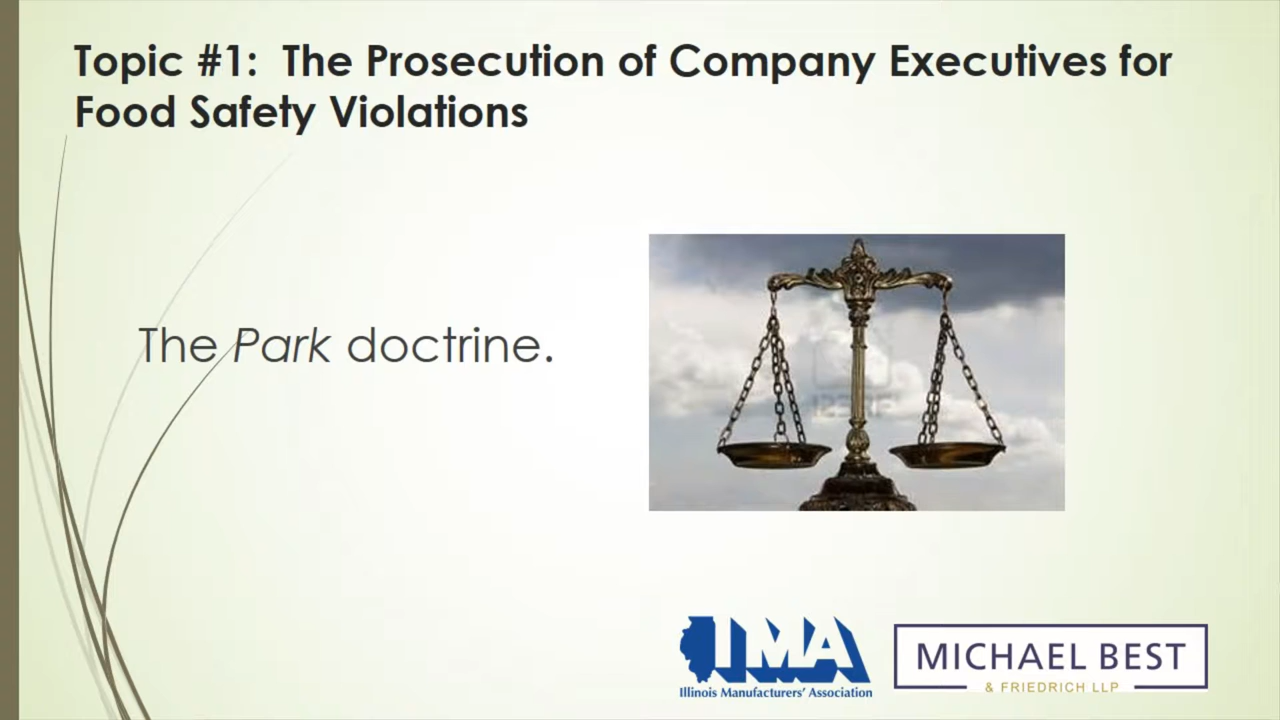 Topic #1: The Prosecution of Company Executives for
Food Safety Violations
The Park doctrine.
123RF
IMA
Illinois Manufacturers' Association
MICHAEL BEST
& FRIEDRICH LLP